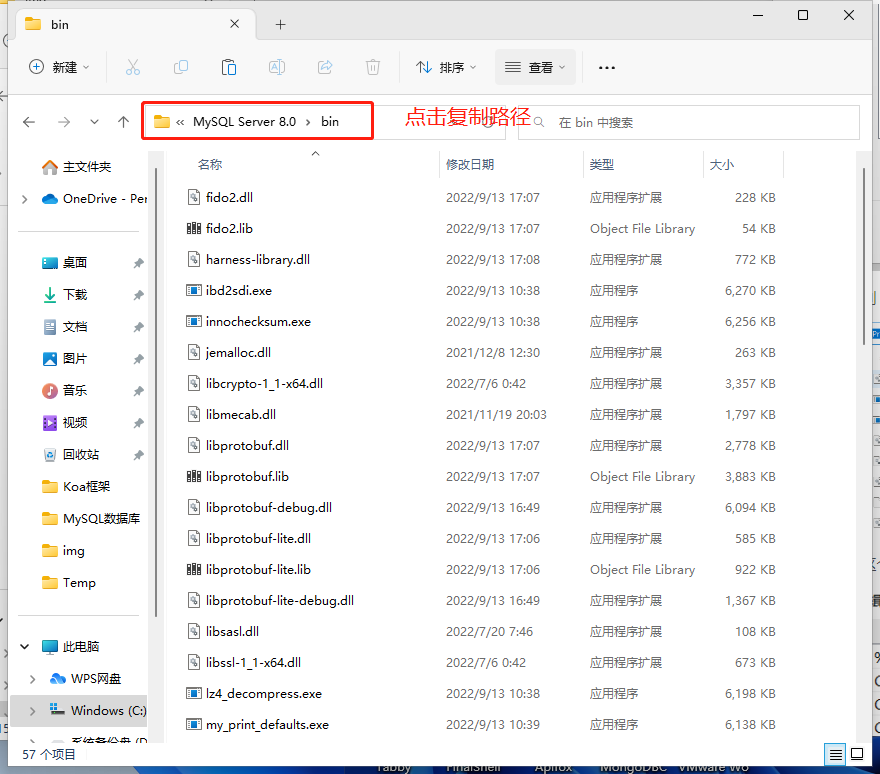 bin
新建
排序
查看
« MySQL Server 8.0 › bin
点击复制路径
在 bin 中搜索
主文件夹
OneDrive - Per
桌面
下载
文档
图片
音乐
视频
回收站
Koa框架
MySQL数据库
img
Temp
此电脑
WPS网盘
Windows (C:)
名称 修改日期 类型 大小
fido2.dll 2022/9/13 17:07 应用程序扩展 228 KB
fido2.lib 2022/9/13 17:07 Object File Library 54 KB
harness-library.dll 2022/9/13 17:08 应用程序扩展 772 KB
ibd2sdi.exe 2022/9/13 10:38 应用程序 6,270 KB
innochecksum.exe 2022/9/13 10:38 应用程序 6,256 KB
jemalloc.dll 2021/12/8 12:30 应用程序扩展 263 KB
libcrypto-1_1-x64.dll 2022/7/6 0:42 应用程序扩展 3,357 KB
libmecab.dll 2021/11/19 20:03 应用程序扩展 1,797 KB
libprotobuf.dll 2022/9/13 17:07 应用程序扩展 2,778 KB
libprotobuf.lib 2022/9/13 17:07 Object File Library 3,883 KB
libprotobuf-debug.dll 2022/9/13 16:49 应用程序扩展 6,094 KB
libprotobuf-lite.dll 2022/9/13 17:06 应用程序扩展 585 KB
libprotobuf-lite.lib 2022/9/13 17:06 Object File Library 922 KB
libprotobuf-lite-debug.dll 2022/9/13 16:49 应用程序扩展 1,367 KB
libsasl.dll 2022/7/20 7:46 应用程序扩展 108 KB
libssl-1_1-x64.dll 2022/7/6 0:42 应用程序扩展 673 KB
lz4_decompress.exe 2022/9/13 10:38 应用程序 6,198 KB
my_print_defaults.exe 2022/9/13 10:39 应用程序 6,138 KB
57 个项目